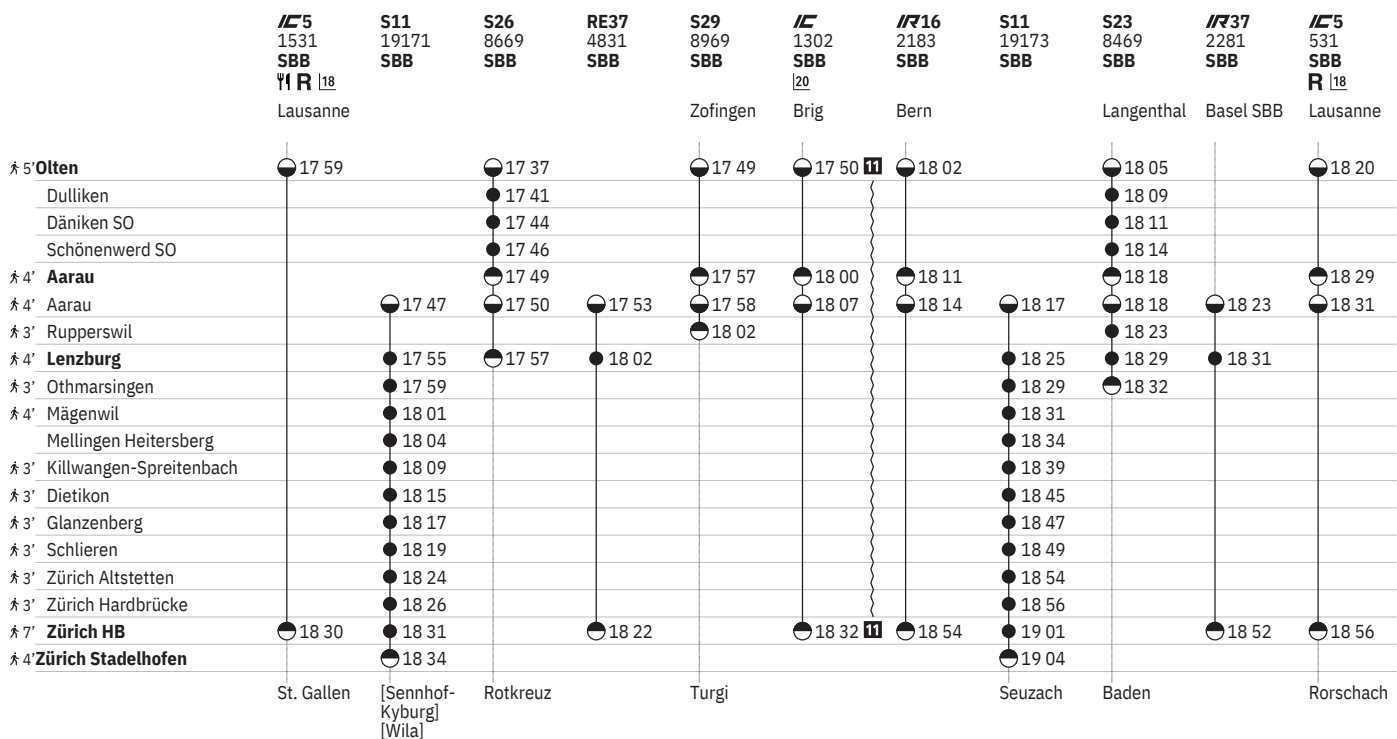 IC5 S11 S26 RE37 S29 IC IR16 S11 S23 IR37 IC5
1531 19171 8669 4831 8969 1302 2183 19173 8469 2281 531
SBB SBB SBB SBB SBB SBB SBB SBB SBB SBB SBB
R 18 20 R 18
Lausanne Zofingen Brig Bern Langenthal Basel SBB Lausanne
5' Olten 17 59 17 37 17 49 17 50 11 18 02 18 05 18 20
Dulliken 17 41 18 09
Däniken SO 17 44 18 11
Schönenwerd SO 17 46 18 14
4' Aarau 17 49 17 57 18 00 18 11 18 18 18 29
4' Aarau 17 47 17 50 17 53 17 58 18 07 18 14 18 17 18 18 18 23 18 31
3' Rupperswil 18 02 18 23
4' Lenzburg 17 55 17 57 18 02 18 25 18 29 18 31
3' Othmarsingen 17 59 18 29 18 32
4' Mägenwil 18 01 18 31
Mellingen Heitersberg 18 04 18 34
3' Killwangen-Spreitenbach 18 09 18 39
3' Dietikon 18 15 18 45
3' Glanzenberg 18 17 18 47
3' Schlieren 18 19 18 49
3' Zürich Altstetten 18 24 18 54
3' Zürich Hardbrücke 18 26 18 56
7' Zürich HB 18 30 18 31 18 22 18 32 11 18 54 19 01 18 52 18 56
4' Zürich Stadelhofen 18 34 19 04
St. Gallen [Sennhof- Rotkreuz Turgi Seuzach Baden Rorschach
Kyburg]
[Wila]